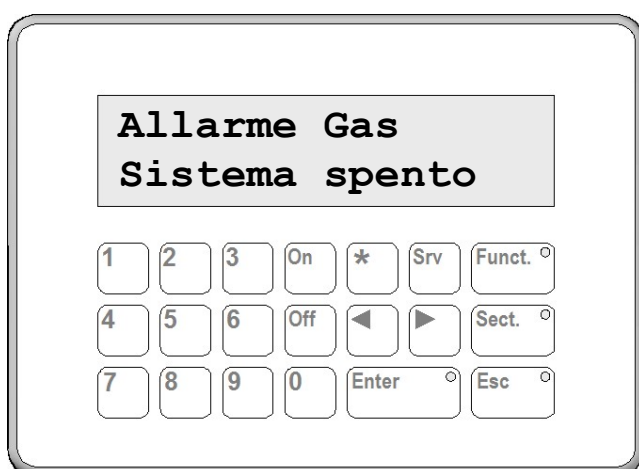 Allarme Gas
Sistema spento
1 2 3 On * Srv Funct.
4 5 6 Off ◀ ▶ Sect.
7 8 9 0 Enter Esc